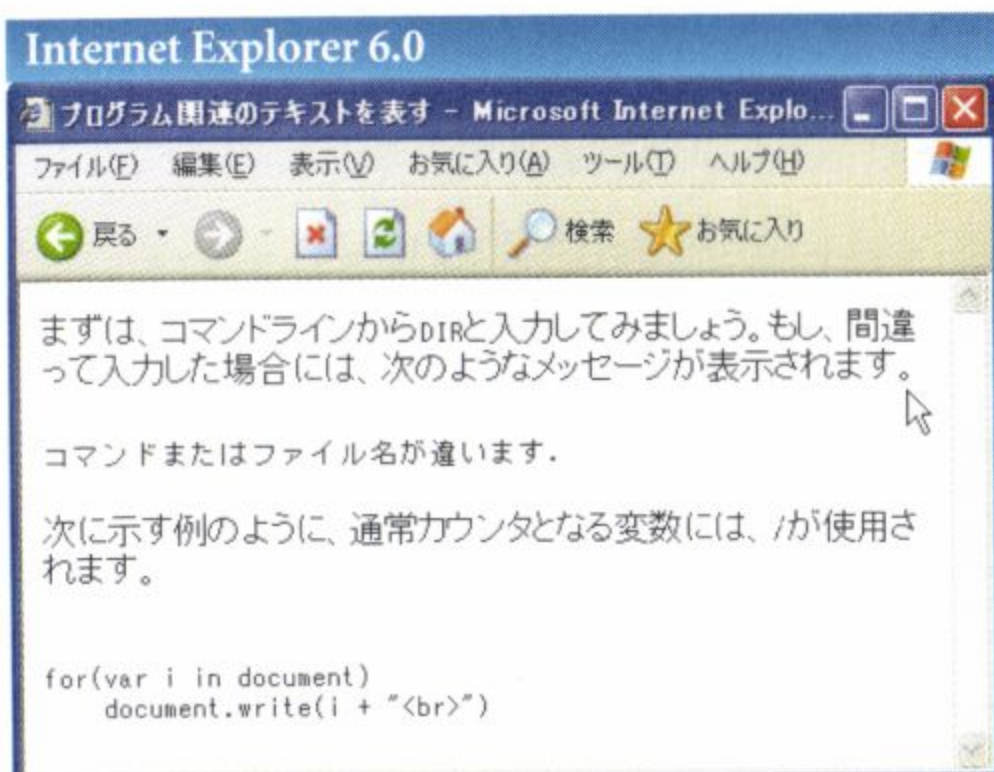 Internet Explorer 6.0
プログラム関連のテキストを表す - Microsoft Internet Explo...
ファイル(F) 編集(E) 表示(V) お気に入り(A) ツール(T) ヘルプ(H)
戻る 検索 お気に入り
まずは、コマンドラインからDIRと入力してみましょう。もし、間違
って入力した場合には、次のようなメッセージが表示されます。
コマンドまたはファイル名が違います.
次に示す例のように、通常カウンタとなる変数には、iが使用さ
れます。
for(var i in document)
    document.write(i + "<br>")